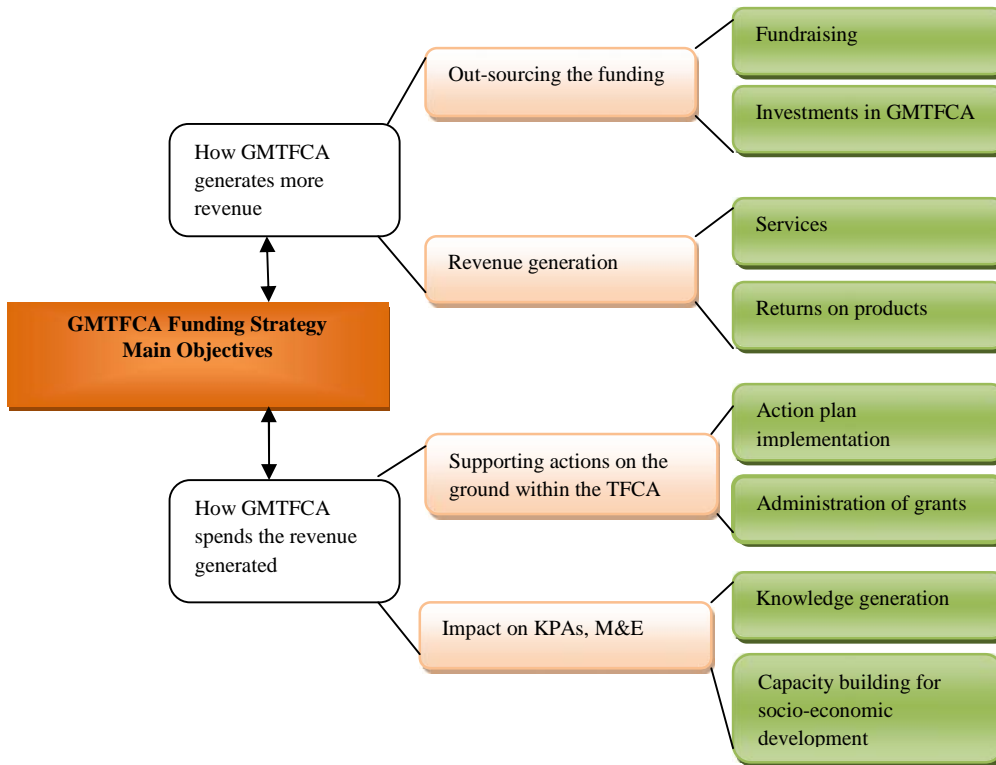 Fundraising
Out-sourcing the funding
Investments in GMTFCA
How GMTFCA
generates more
revenue
Services
Revenue generation
Returns on products
GMTFCA Funding Strategy
Main Objectives
Action plan
implementation
Supporting actions on the
ground within the TFCA
Administration of grants
How GMTFCA
spends the revenue
generated
Knowledge generation
Impact on KPAs, M&E
Capacity building for
socio-economic
development